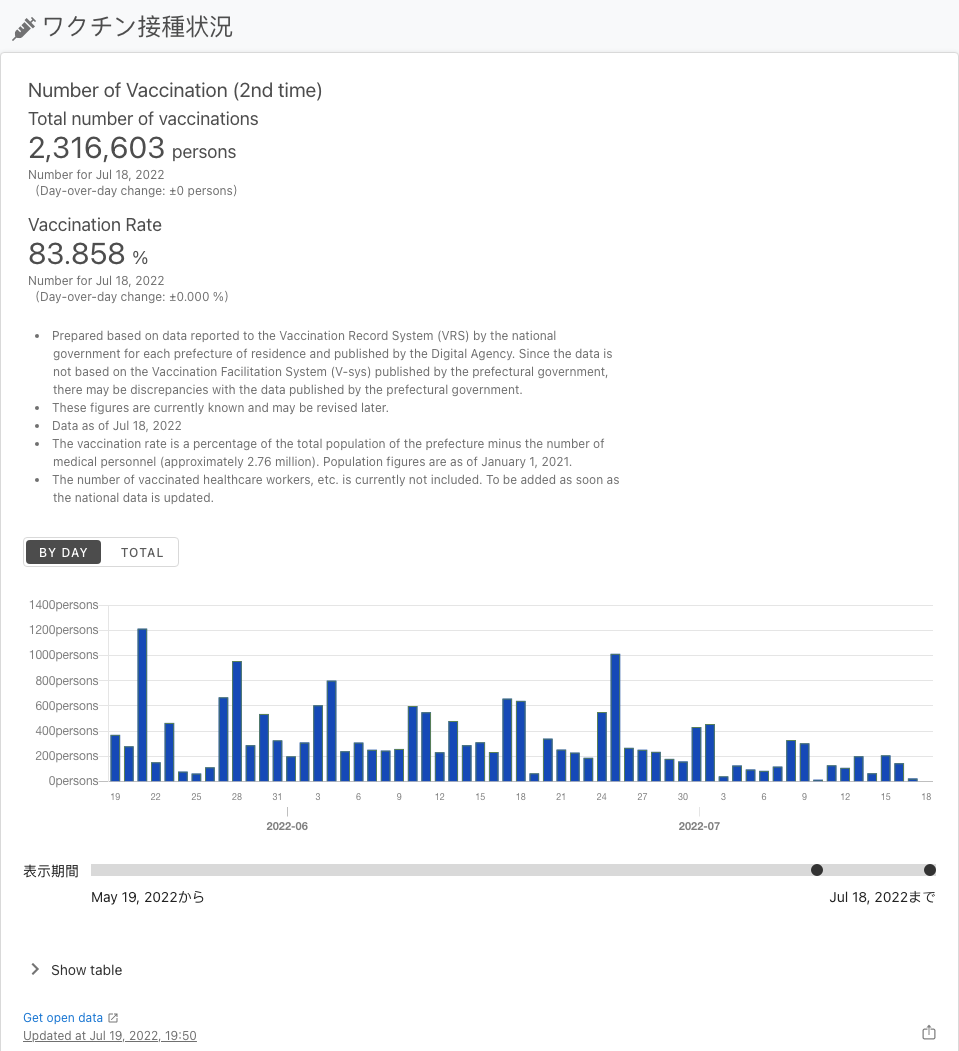 ワクチン接種状況
Number of Vaccination (2nd time)
Total number of vaccinations
2,316,603 persons
Number for Jul 18, 2022
(Day-over-day change: ±0 persons)
Vaccination Rate
83.858 %
Number for Jul 18, 2022
(Day-over-day change: ±0.000 %)
• Prepared based on data reported to the Vaccination Record System (VRS) by the national
government for each prefecture of residence and published by the Digital Agency. Since the data is
not based on the Vaccination Facilitation System (V-sys) published by the prefectural government,
there may be discrepancies with the data published by the prefectural government.
• These figures are currently known and may be revised later.
• Data as of Jul 18, 2022
• The vaccination rate is a percentage of the total population of the prefecture minus the number of
medical personnel (approximately 2.76 million). Population figures are as of January 1, 2021.
• The number of vaccinated healthcare workers, etc. is currently not included. To be added as soon as
the national data is updated.
BY DAY TOTAL
1400persons
1200persons
1000persons
800persons
600persons
400persons
200persons
0persons
19 22 25 28 31 3 6 9 12 15 18 21 24 27 30 3 6 9 12 15 18
2022-06 2022-07
表示期間
May 19, 2022から Jul 18, 2022まで
Show table
Get open data
Updated at Jul 19, 2022, 19:50